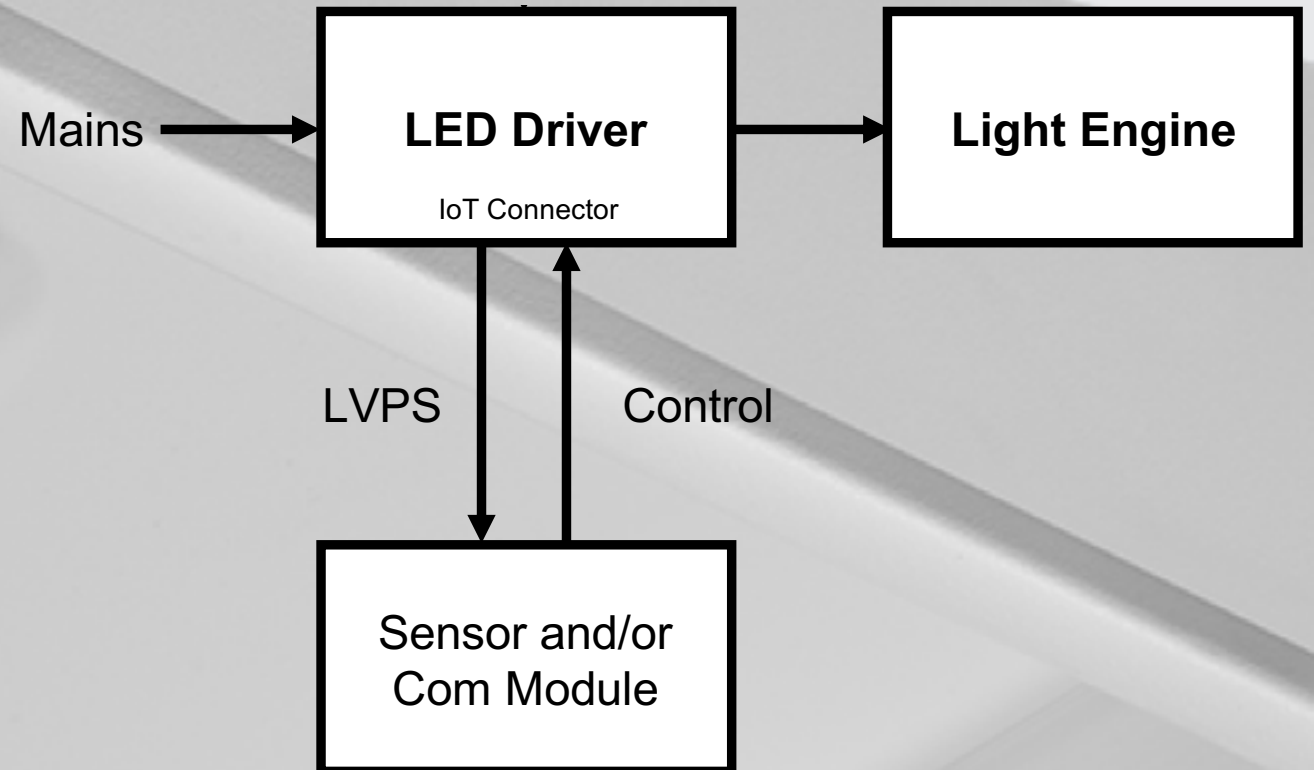 Mains
LED Driver
IoT Connector
Light Engine
LVPS
Control
Sensor and/or
Com Module